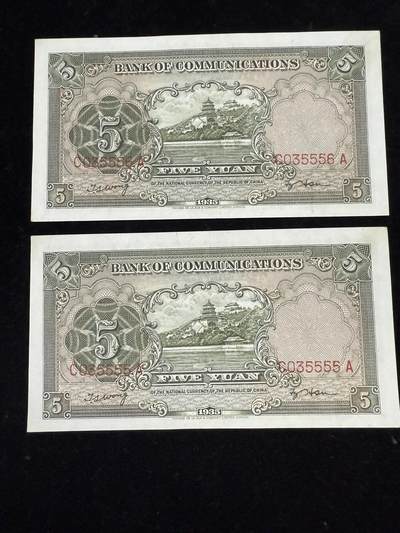 5 BANK OF COMMUNICATIONS 5
5
C035556 A C035556 A
FIVE YUAN
OF THE NATIONAL CURRENCY OF THE REPUBLIC OF CHINA
5 1935 5
5 BANK OF COMMUNICATIONS 5
5
C035555 A C035555 A
FIVE YUAN
OF THE NATIONAL CURRENCY OF THE REPUBLIC OF CHINA
5 1935 5